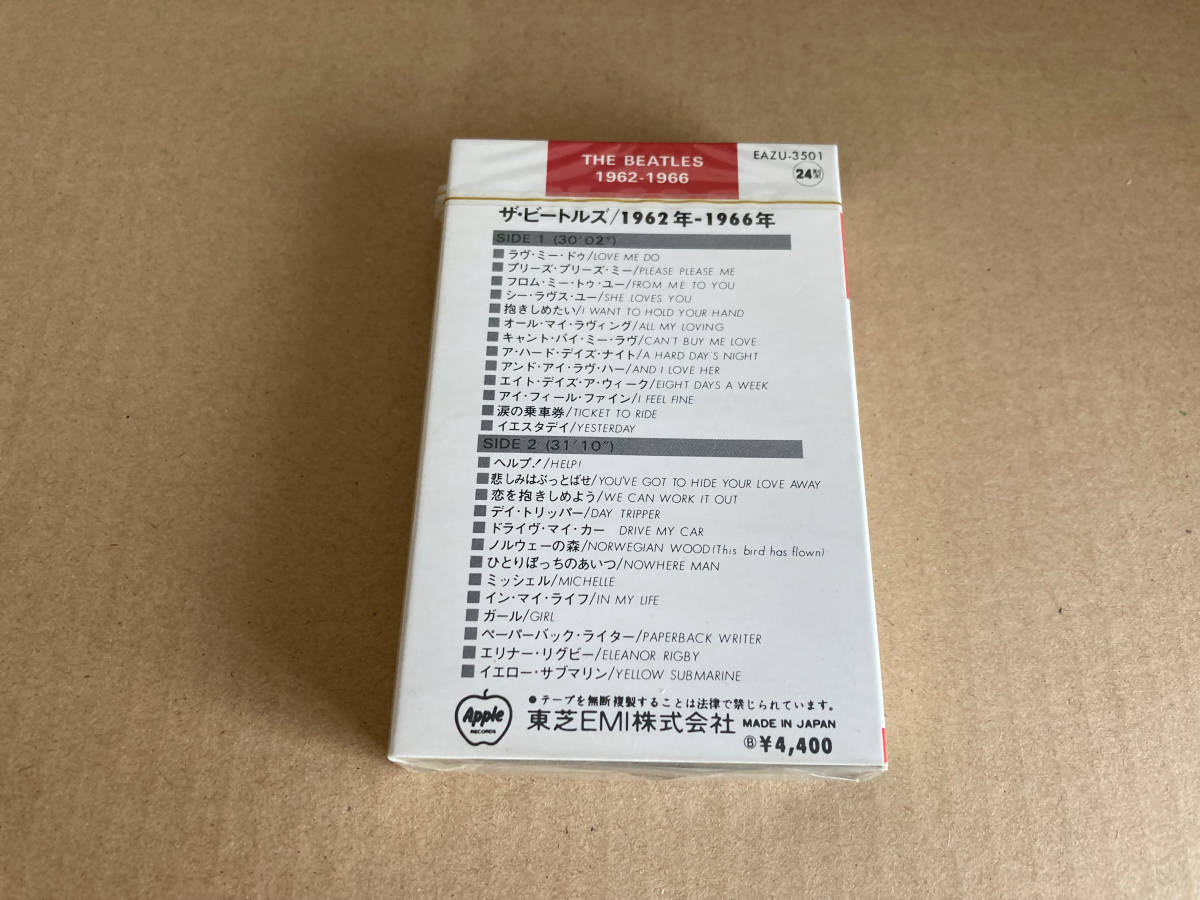 THE BEATLES
1962-1966
EAZU-3501
24型
ザ・ビートルズ/1962年-1966年
SIDE 1 (30′02″)
■ ラヴ・ミー・ドゥ/LOVE ME DO
■ プリーズ・プリーズ・ミー/PLEASE PLEASE ME
■ フロム・ミー・トゥ・ユー/FROM ME TO YOU
■ シー・ラヴス・ユー/SHE LOVES YOU
■ 抱きしめたい/I WANT TO HOLD YOUR HAND
■ オール・マイ・ラヴィング/ALL MY LOVING
■ キャント・バイ・ミー・ラヴ/CAN'T BUY ME LOVE
■ ア・ハード・デイズ・ナイト/A HARD DAY'S NIGHT
■ アンド・アイ・ラヴ・ハー/AND I LOVE HER
■ エイト・デイズ・ア・ウィーク/EIGHT DAYS A WEEK
■ アイ・フィール・ファイン/I FEEL FINE
■ 涙の乗車券/TICKET TO RIDE
■ イエスタデイ/YESTERDAY
SIDE 2 (31′10″)
■ ヘルプ!/HELP!
■ 悲しみはぶっとばせ/YOU'VE GOT TO HIDE YOUR LOVE AWAY
■ 恋を抱きしめよう/WE CAN WORK IT OUT
■ デイ・トリッパー/DAY TRIPPER
■ ドライヴ・マイ・カー DRIVE MY CAR
■ ノルウェーの森/NORWEGIAN WOOD(This bird has flown)
■ ひとりぼっちのあいつ/NOWHERE MAN
■ ミッシェル/MICHELLE
■ イン・マイ・ライフ/IN MY LIFE
■ ガール/GIRL
■ ペーパーバック・ライター/PAPERBACK WRITER
■ エリナー・リグビー/ELEANOR RIGBY
■ イエロー・サブマリン/YELLOW SUBMARINE
Apple
RECORDS
● テープを無断複製することは法律で禁じられています。
東芝EMI株式会社 MADE IN JAPAN
Ⓑ ¥4,400